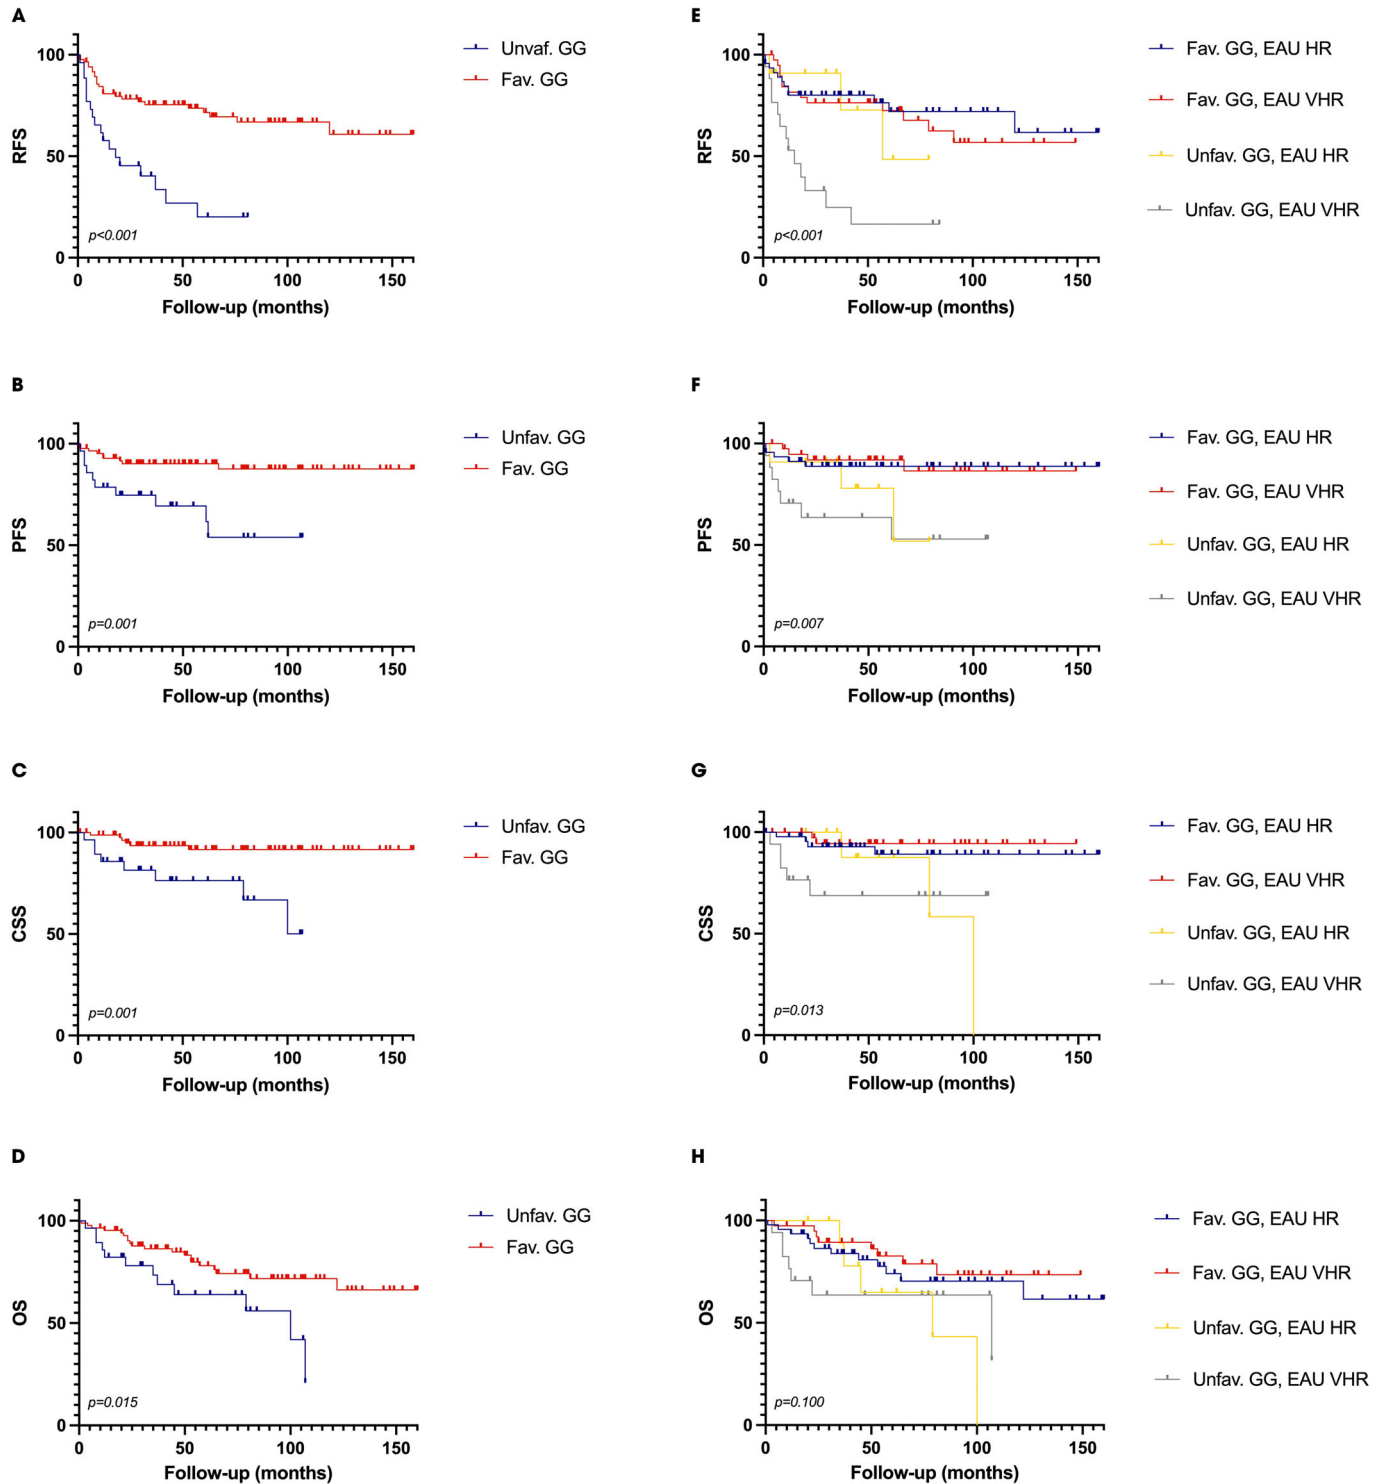 A
RFS
100
50
0
p<0.001
0 50 100 150
Follow-up (months)
Unvaf. GG
Fav. GG
E
RFS
100
50
0
p<0.001
0 50 100 150
Follow-up (months)
Fav. GG, EAU HR
Fav. GG, EAU VHR
Unfav. GG, EAU HR
Unfav. GG, EAU VHR
B
PFS
100
50
0
p=0.001
0 50 100 150
Follow-up (months)
Unfav. GG
Fav. GG
F
PFS
100
50
0
p=0.007
0 50 100 150
Follow-up (months)
Fav. GG, EAU HR
Fav. GG, EAU VHR
Unfav. GG, EAU HR
Unfav. GG, EAU VHR
C
CSS
100
50
0
p=0.001
0 50 100 150
Follow-up (months)
Unfav. GG
Fav. GG
G
CSS
100
50
0
p=0.013
0 50 100 150
Follow-up (months)
Fav. GG, EAU HR
Fav. GG, EAU VHR
Unfav. GG, EAU HR
Unfav. GG, EAU VHR
D
OS
100
50
0
p=0.015
0 50 100 150
Follow-up (months)
Unfav. GG
Fav. GG
H
OS
100
50
0
p=0.100
0 50 100 150
Follow-up (months)
Fav. GG, EAU HR
Fav. GG, EAU VHR
Unfav. GG, EAU HR
Unfav. GG, EAU VHR